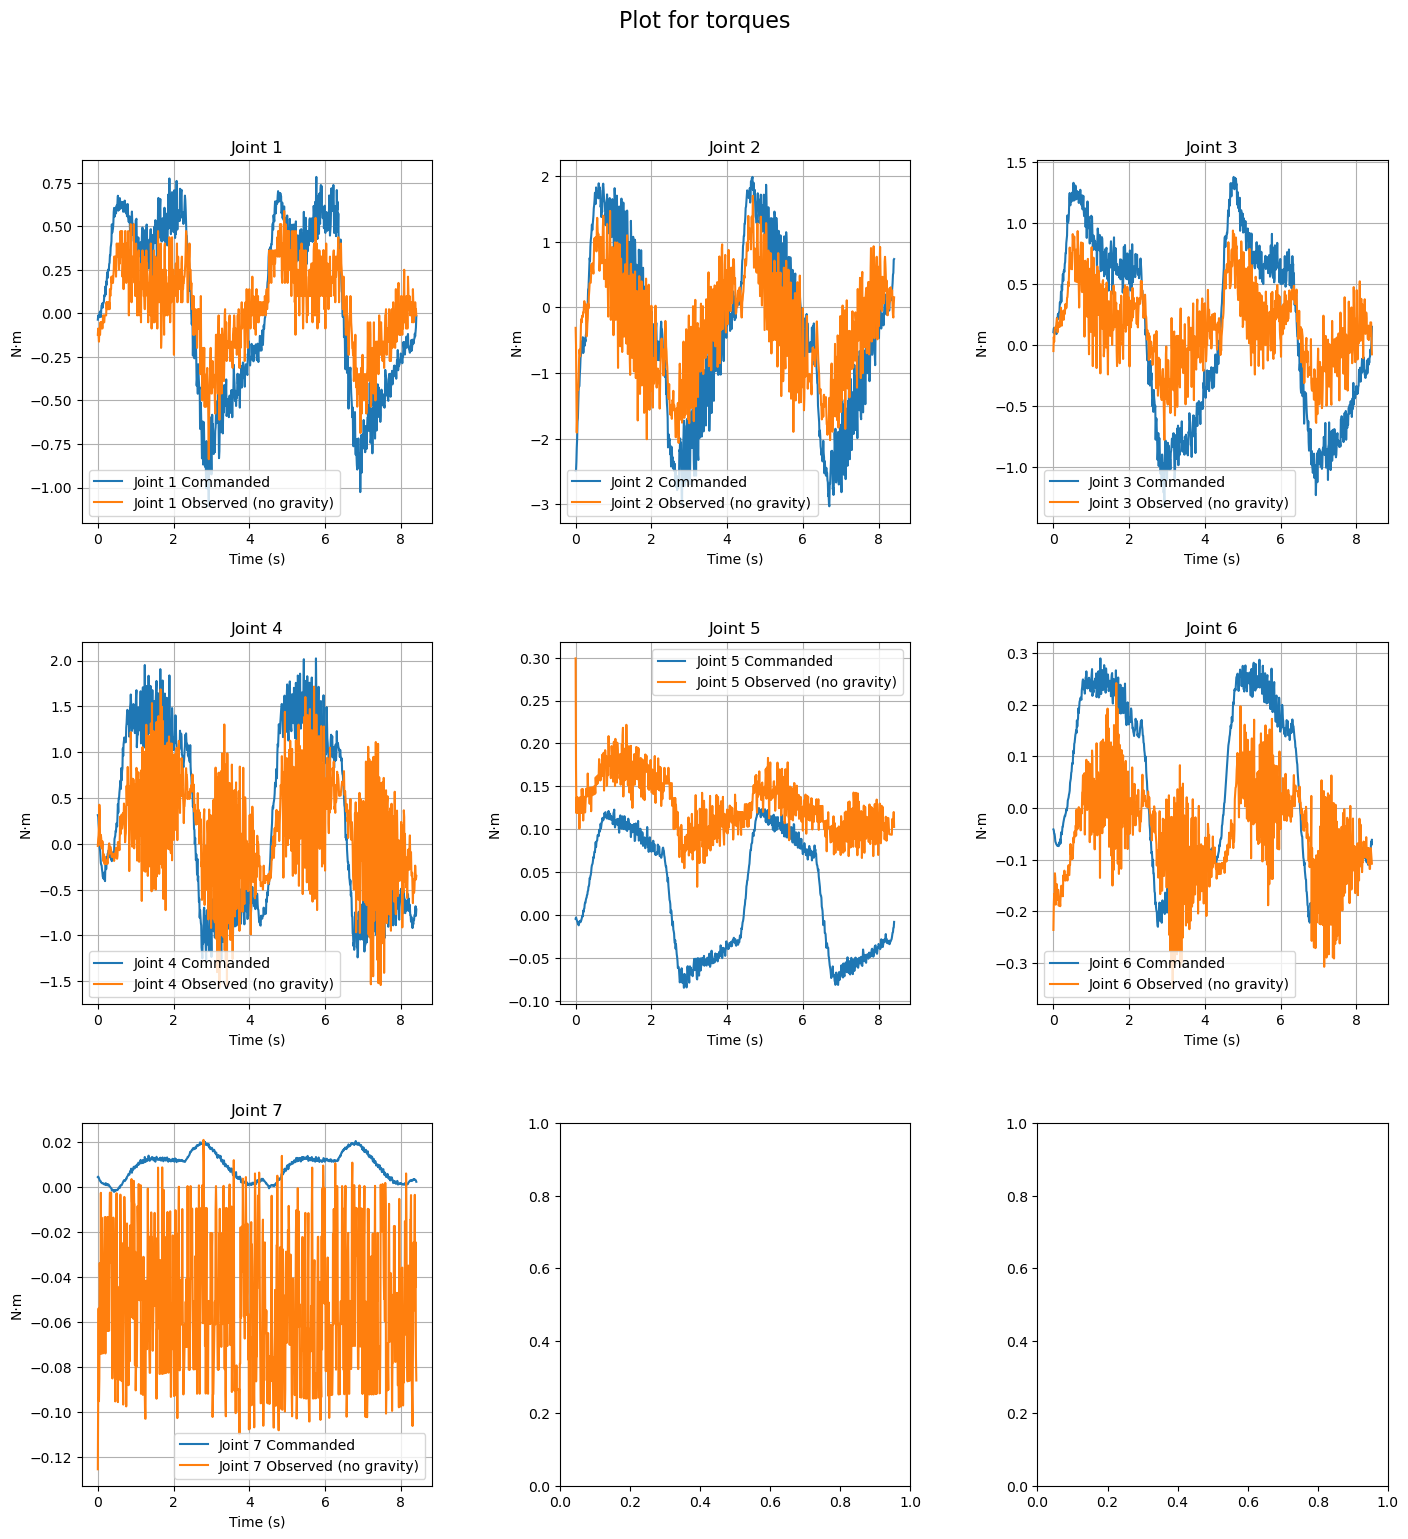 Plot for torques
Joint 1
0.75
0.50
0.25
0.00
−0.25
−0.50
−0.75
−1.00
N·m
Joint 1 Commanded
Joint 1 Observed (no gravity)
0 2 4 6 8
Time (s)
Joint 2
2
1
0
−1
−2
−3
N·m
Joint 2 Commanded
Joint 2 Observed (no gravity)
0 2 4 6 8
Time (s)
Joint 3
1.5
1.0
0.5
0.0
−0.5
−1.0
N·m
Joint 3 Commanded
Joint 3 Observed (no gravity)
0 2 4 6 8
Time (s)
Joint 4
2.0
1.5
1.0
0.5
0.0
−0.5
−1.0
−1.5
N·m
Joint 4 Commanded
Joint 4 Observed (no gravity)
0 2 4 6 8
Time (s)
Joint 5
0.30
0.25
0.20
0.15
0.10
0.05
0.00
−0.05
−0.10
N·m
Joint 5 Commanded
Joint 5 Observed (no gravity)
0 2 4 6 8
Time (s)
Joint 6
0.3
0.2
0.1
0.0
−0.1
−0.2
−0.3
N·m
Joint 6 Commanded
Joint 6 Observed (no gravity)
0 2 4 6 8
Time (s)
Joint 7
0.02
0.00
−0.02
−0.04
−0.06
−0.08
−0.10
−0.12
N·m
Joint 7 Commanded
Joint 7 Observed (no gravity)
0 2 4 6 8
Time (s)
1.0
0.8
0.6
0.4
0.2
0.0
0.0 0.2 0.4 0.6 0.8 1.0
1.0
0.8
0.6
0.4
0.2
0.0
0.0 0.2 0.4 0.6 0.8 1.0